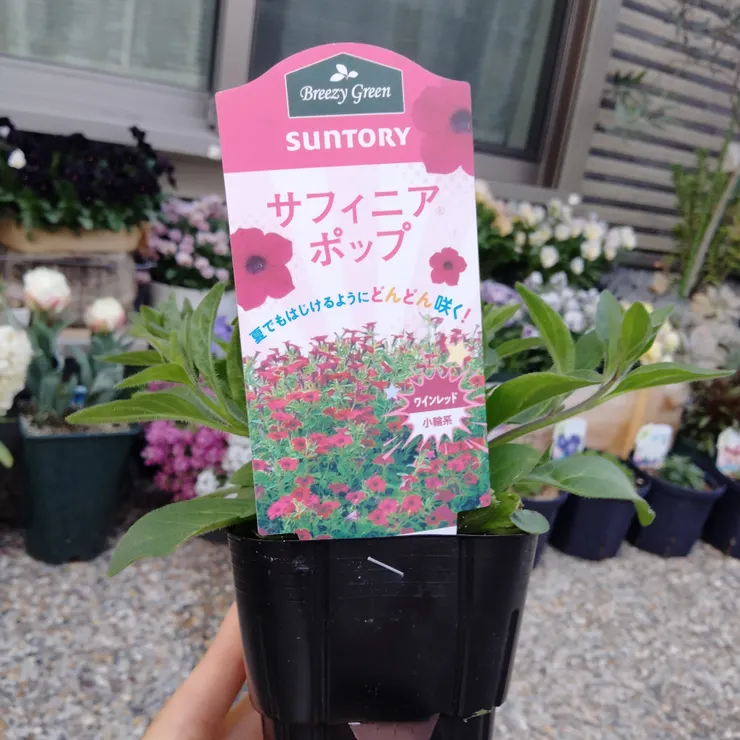 Breezy Green
SUNTORY
サフィニア®
ポップ
夏でもはじけるようにどんどん咲く!
ワインレッド
小輪系